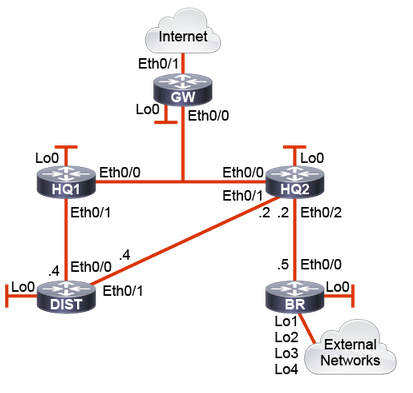 Internet
Eth0/1
GW
Lo0
Eth0/0
Lo0
Lo0
Eth0/0
Eth0/0
HQ1
HQ2
Eth0/1
Eth0/1
.2 .2
Eth0/2
.4
.4
Eth0/0
.5
Eth0/0
Lo0
Lo0
Eth0/1
DIST
BR
Lo1
Lo2
Lo3
Lo4
External
Networks